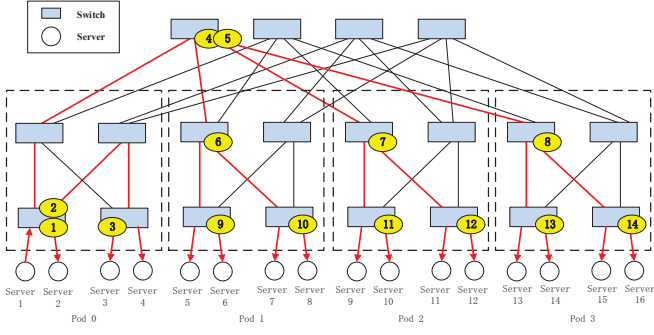 Switch
Server
4 5
6
7
8
2
1
3
9
10
11
12
13
14
Server 1
Server 2
Server 3
Server 4
Server 5
Server 6
Server 7
Server 8
Server 9
Server 10
Server 11
Server 12
Server 13
Server 14
Server 15
Server 16
Pod 0
Pod 1
Pod 2
Pod 3